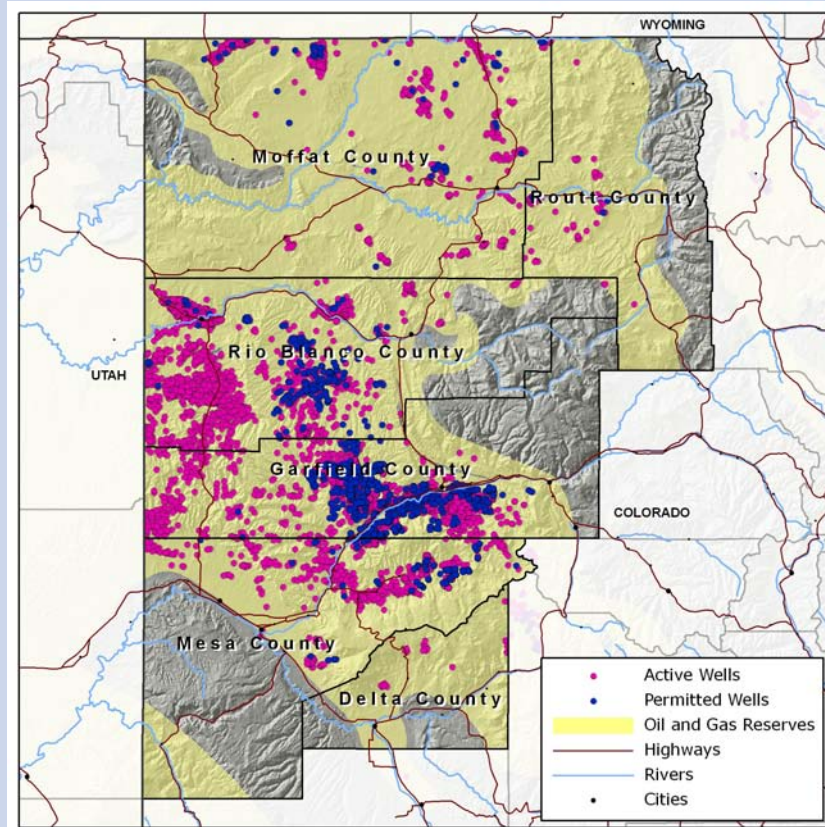 WYOMING
Moffat County
Routt County
Rio Blanco County
UTAH
Garfield County
COLORADO
Mesa County
Delta County
Active Wells
Permitted Wells
Oil and Gas Reserves
Highways
Rivers
Cities